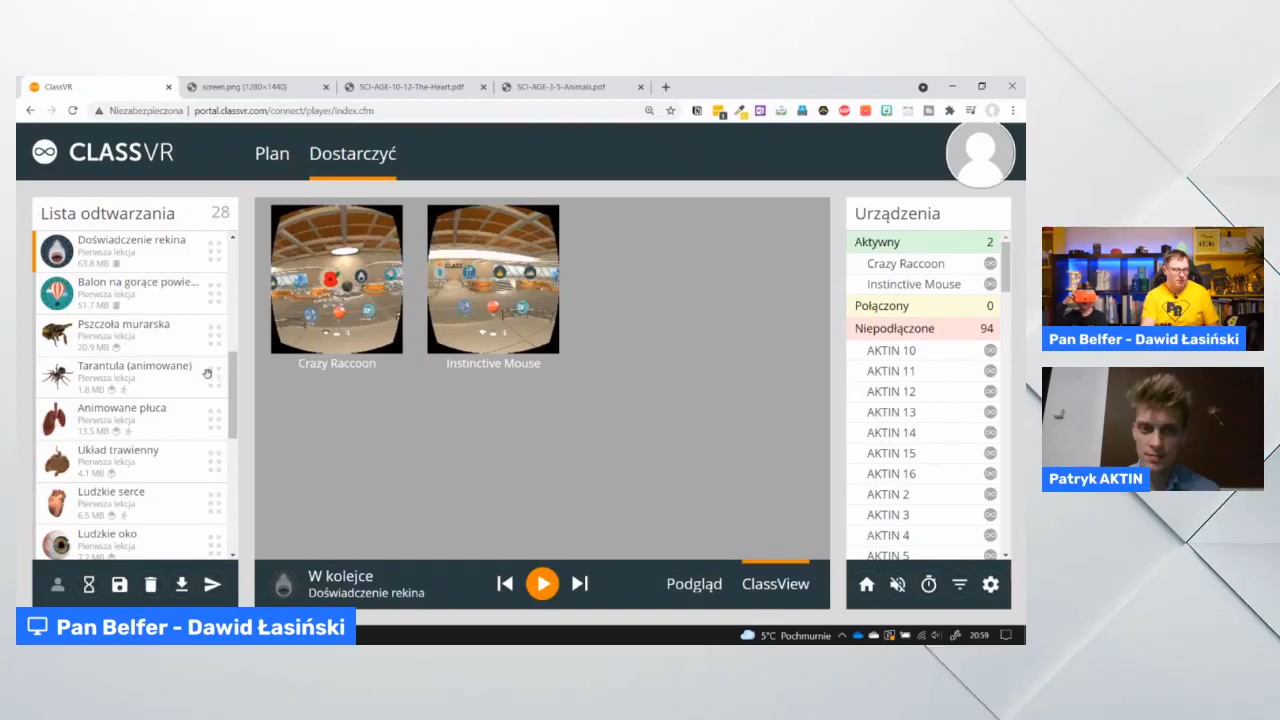 ClassVR
screen.png (1280×1440)
SCI-AGE-10-12-The-Heart.pdf
SCI-AGE-3-5-Animals.pdf
Niezabezpieczona
portal.classvr.com/connect/player/index.cfm
CLASSVR
Plan
Dostarczyć
Lista odtwarzania 28
Doświadczenie rekina
Pierwsza lekcja
63.8 MB
Balon na gorące powie...
Pierwsza lekcja
51.7 MB
Pszczoła murarska
Pierwsza lekcja
20.9 MB
Tarantula (animowane)
Pierwsza lekcja
1.8 MB
Animowane płuca
Pierwsza lekcja
13.5 MB
Układ trawienny
Pierwsza lekcja
4.1 MB
Ludzkie serce
Pierwsza lekcja
6.5 MB
Ludzkie oko
Pierwsza lekcja
7.2 MB
Crazy Raccoon
Instinctive Mouse
W kolejce
Doświadczenie rekina
Podgląd
ClassView
Urządzenia
Aktywny 2
Crazy Raccoon
Instinctive Mouse
Połączony 0
Niepodłączone 94
AKTIN 10
AKTIN 11
AKTIN 12
AKTIN 13
AKTIN 14
AKTIN 15
AKTIN 16
AKTIN 2
AKTIN 3
AKTIN 4
AKTIN 5
Pan Belfer - Dawid Łasiński
5°C Pochmurnie
20:59
Pan Belfer - Dawid Łasiński
Patryk AKTIN